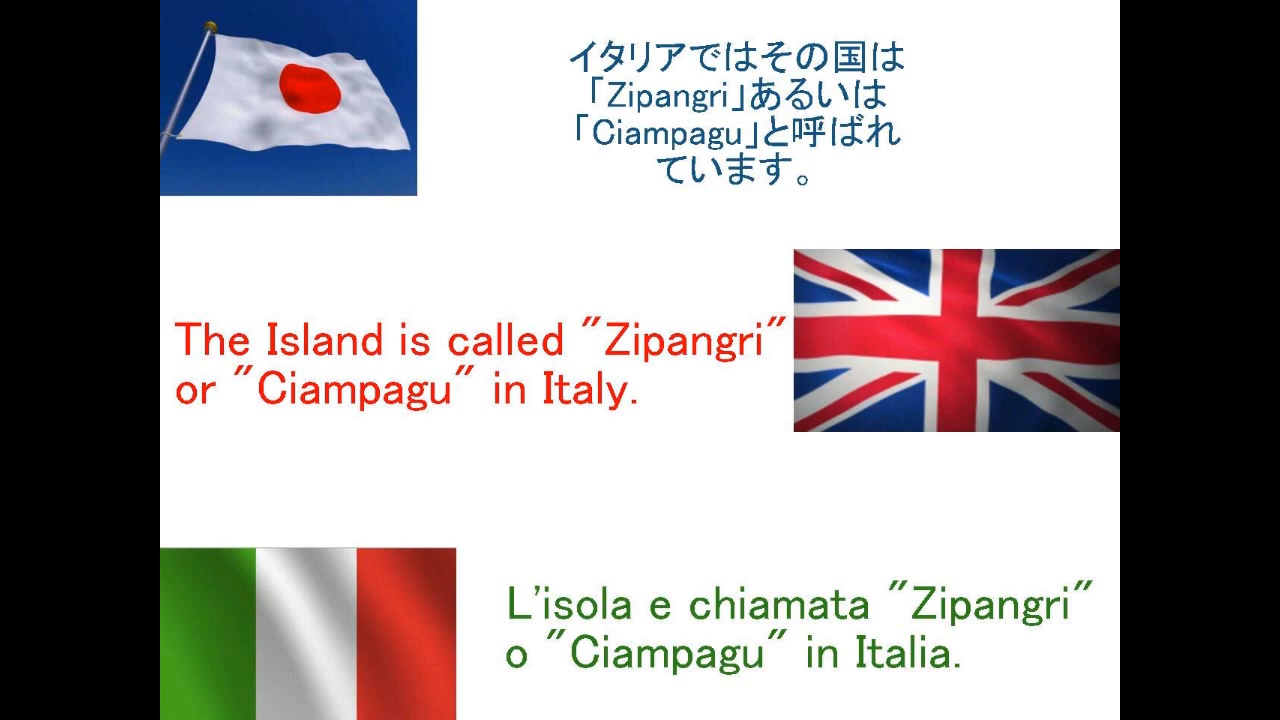 イタリアではその国は
「Zipangri」あるいは
「Ciampagu」と呼ばれ
ています。
The Island is called "Zipangri"
or "Ciampagu" in Italy.
L'isola e chiamata "Zipangri"
o "Ciampagu" in Italia.